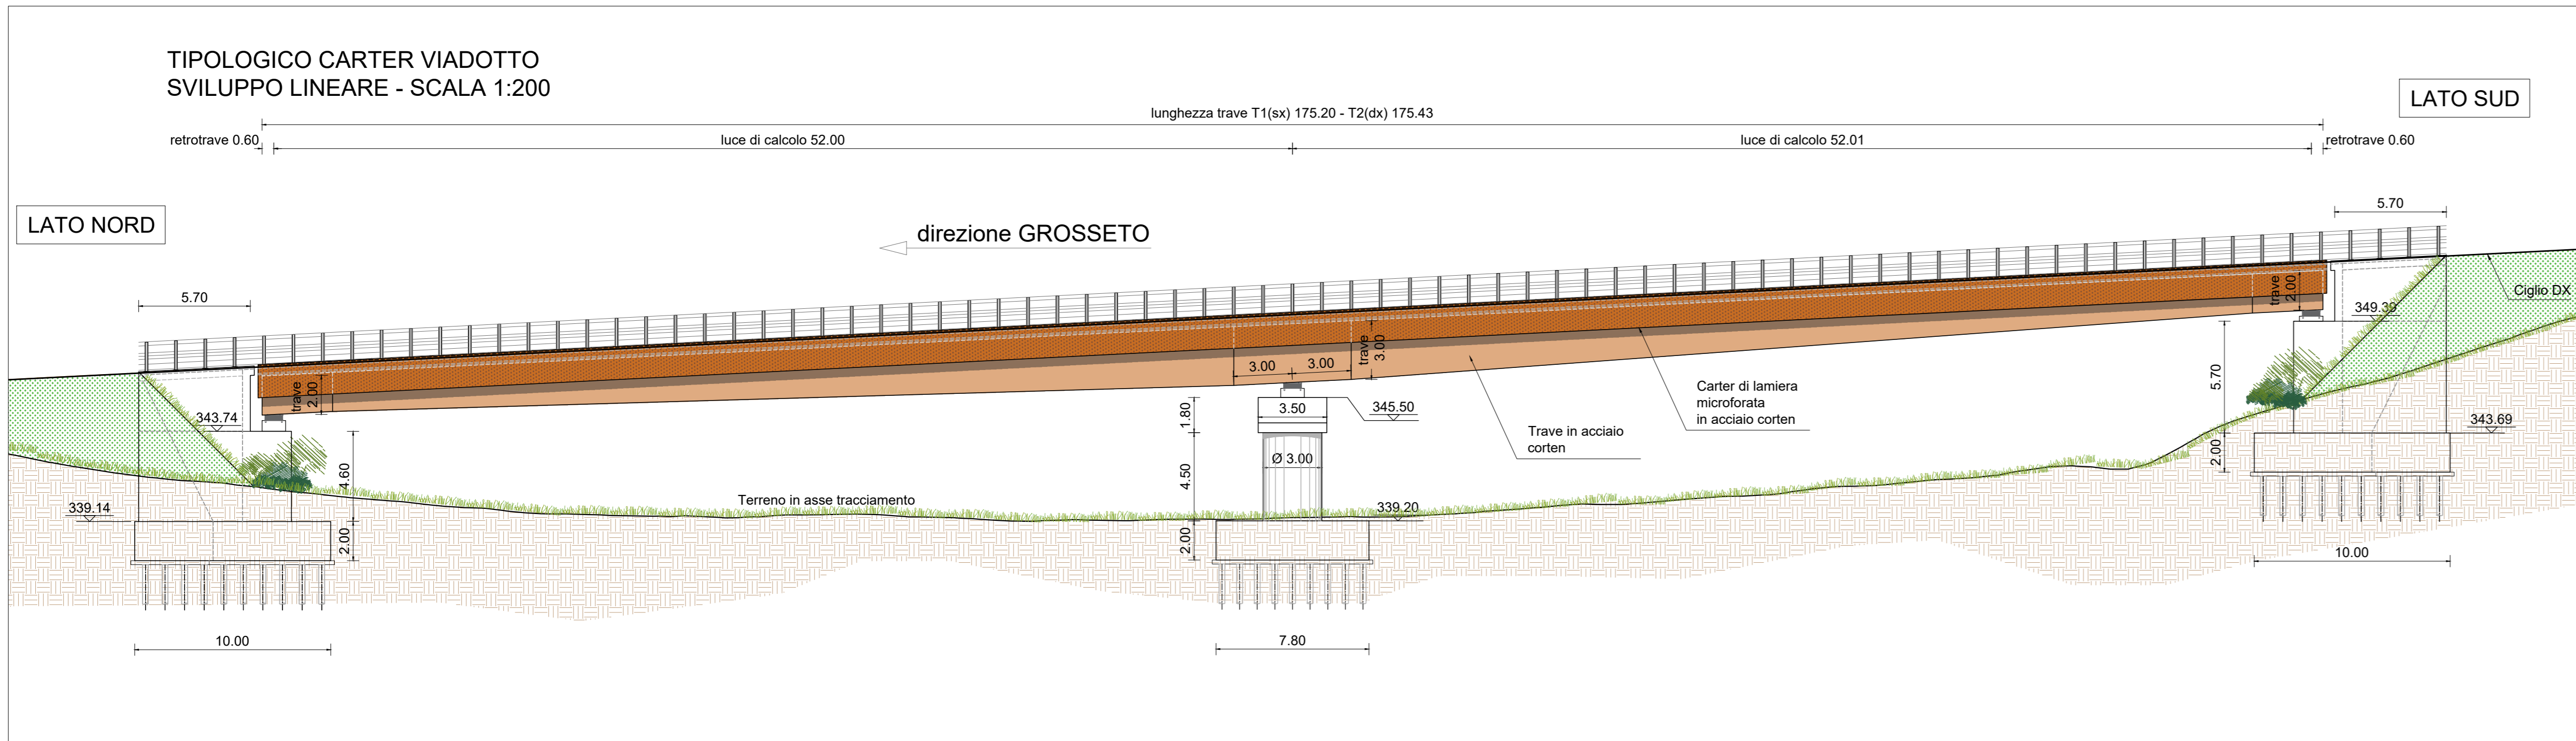 TIPOLOGICO CARTER VIADOTTO
SVILUPPO LINEARE - SCALA 1:200
LATO SUD
lunghezza trave T1(sx) 175.20 - T2(dx) 175.43
retrotrave 0.60
luce di calcolo 52.00
luce di calcolo 52.01
retrotrave 0.60
LATO NORD
direzione GROSSETO
5.70
5.70
Ciglio DX
trave
2.00
349.39
trave
3.00
3.00
3.00
trave
2.00
343.74
Carter di lamiera
microforata
in acciaio corten
5.70
1.80
3.50
345.50
343.69
Trave in acciaio
corten
Ø 3.00
4.60
4.50
2.00
Terreno in asse tracciamento
339.14
339.20
2.00
2.00
10.00
10.00
7.80